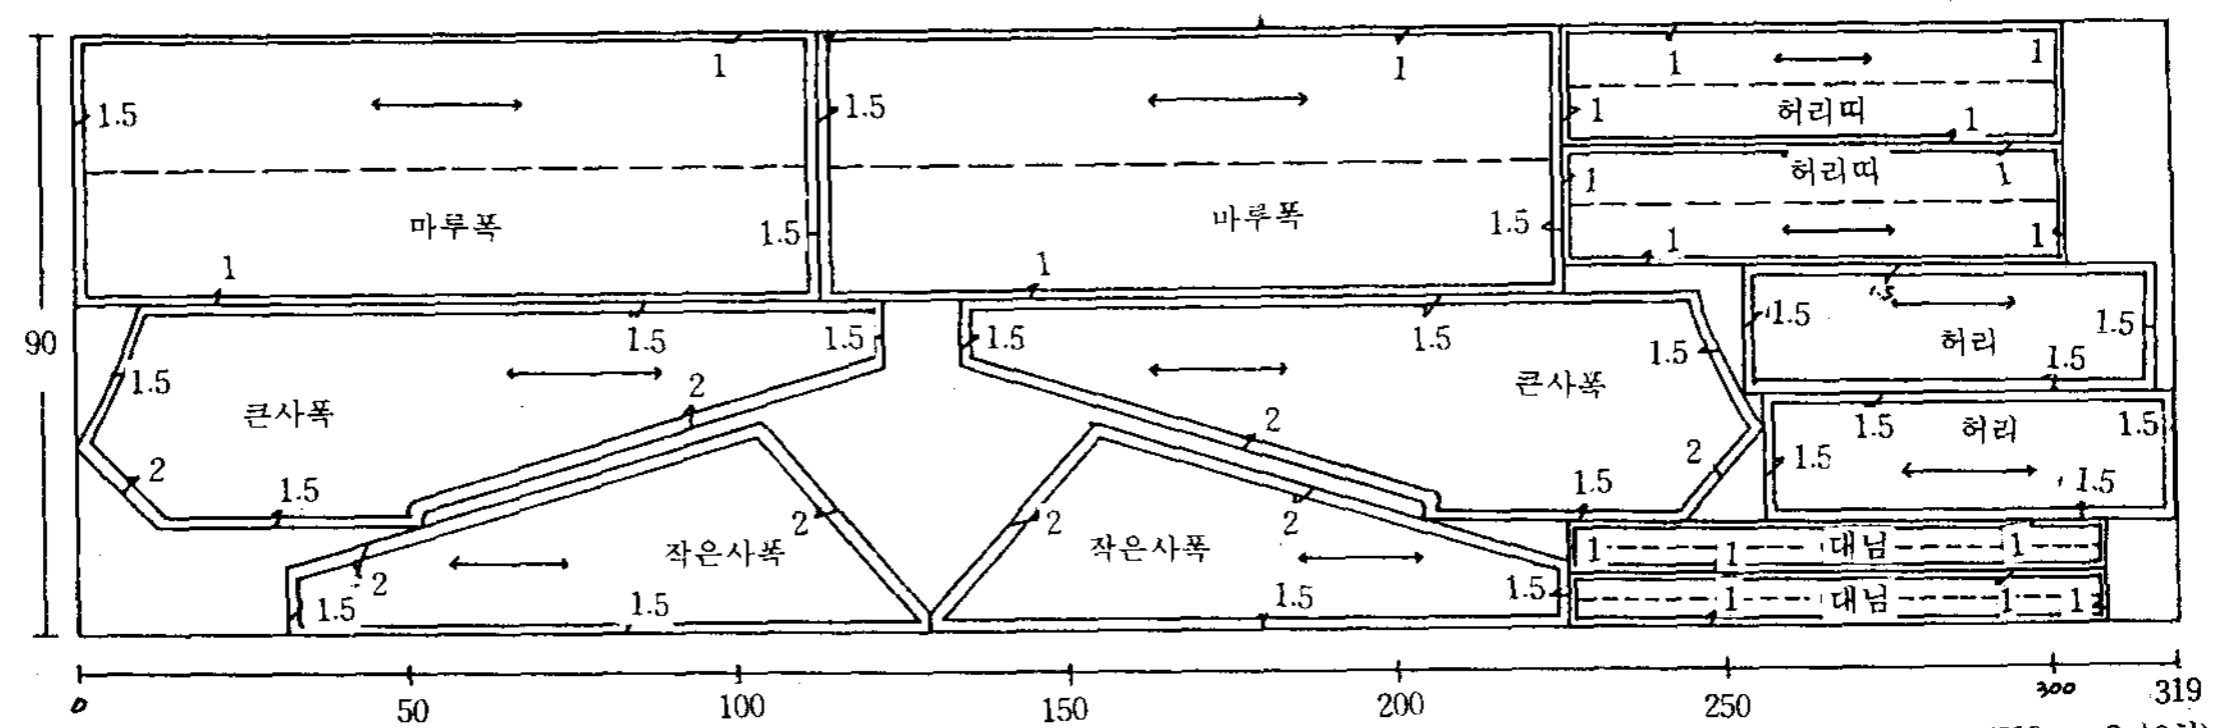 1 1 1 1
1.5 1.5 1 허리띠 1
1 허리띠 1
마루폭 1.5 마루폭 1.5 1 1
1 1
1.5 1.5 1.5
90 1.5 1.5 1.5 1.5 1.5 허리 1.5
1.5 2 큰사폭 1.5
큰사폭 2 1.5 허리 1.5
2 1.5 2 1.5 1.5 1.5
2 작은사폭 2 작은사폭 2 1 1 대님 1
2 1.5 1.5 1.5 1.5 1 대님 1 1
0 50 100 150 200 250 300 319